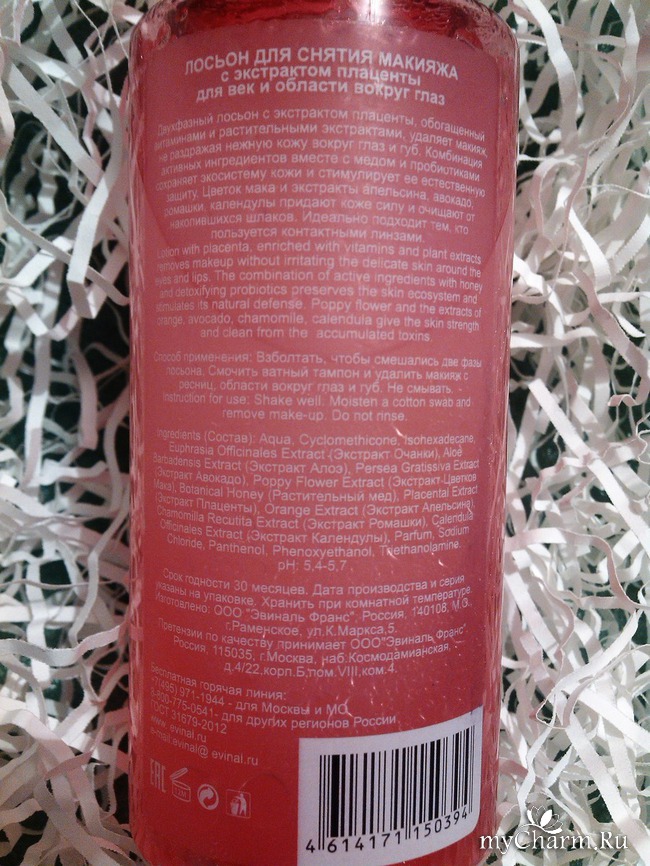 ЛОСЬОН ДЛЯ СНЯТИЯ МАКИЯЖА
с экстрактом плаценты
для век и области вокруг глаз
Двухфазный лосьон с экстрактом плаценты, обогащенный
витаминами и растительными экстрактами, удаляет макияж,
не раздражая нежную кожу вокруг глаз и губ. Комбинация
активных ингредиентов вместе с медом и пробиотиками
сохраняет экосистему кожи и стимулирует ее естественную
защиту. Цветок мака и экстракты апельсина, авокадо,
ромашки, календулы придают коже силу и очищают от
накопившихся шлаков. Идеально подходит тем, кто
пользуется контактными линзами.
Lotion with placenta, enriched with vitamins and plant extracts
removes makeup without irritating the delicate skin around the
eyes and lips. The combination of active ingredients with honey
and detoxifying probiotics preserves the skin ecosystem and
stimulates its natural defense. Poppy flower and the extracts of
orange, avocado, chamomile, calendula give the skin strength
and clean from the accumulated toxins.
Способ применения: Взболтать, чтобы смешались две фазы
лосьона. Смочить ватный тампон и удалить макияж с
ресниц, области вокруг глаз и губ. Не смывать.
Instruction for use: Shake well. Moisten a cotton swab and
remove make-up. Do not rinse.
Ingredients (Состав): Aqua, Cyclomethicone, Isohexadecane,
Euphrasia Officinales Extract (Экстракт Очанки), Aloe
Barbadensis Extract (Экстракт Алоэ), Persea Gratissiva Extract
(Экстракт Авокадо), Poppy Flower Extract (Экстракт Цветков
Мака), Botanical Honey (Растительный мед), Placental Extract
(Экстракт Плаценты), Orange Extract (Экстракт Апельсина),
Chamomilla Recutita Extract (Экстракт Ромашки), Calendula
Officinales Extract (Экстракт Календулы), Parfum, Sodium
Chloride, Panthenol, Phenoxyethanol, Triethanolamine.
pH: 5,4-5,7
Срок годности 30 месяцев. Дата производства и серия
указаны на упаковке. Хранить при комнатной температуре.
Изготовлено: ООО "Эвиналь Франс". Россия, 140108, М.О.,
г.Раменское, ул.К.Маркса,5.
Претензии по качеству принимает ООО"Эвиналь Франс".
Россия, 115035, г.Москва, наб.Космодамианская,
д.4/22,корп.Б,пом.VIII,ком.4.
Бесплатная горячая линия:
(495) 971-1944 - для Москвы и МО
8-800-775-0541- для других регионов России
ГОСТ 31679-2012
www.evinal.ru
e-mail:evinal@ evinal.ru
EAC
4 614171 150394
myCharm.Ru